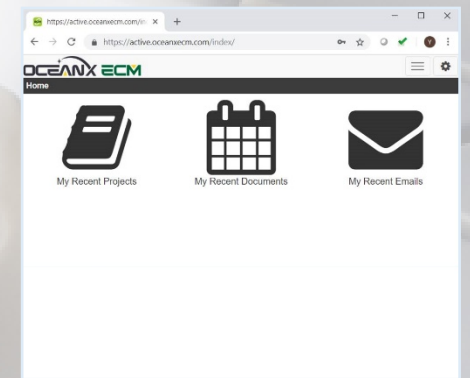 https://active.oceanxecm.com/in
https://active.oceanxecm.com/index/
Y
OCEANX ECM
Home
My Recent Projects
My Recent Documents
My Recent Emails